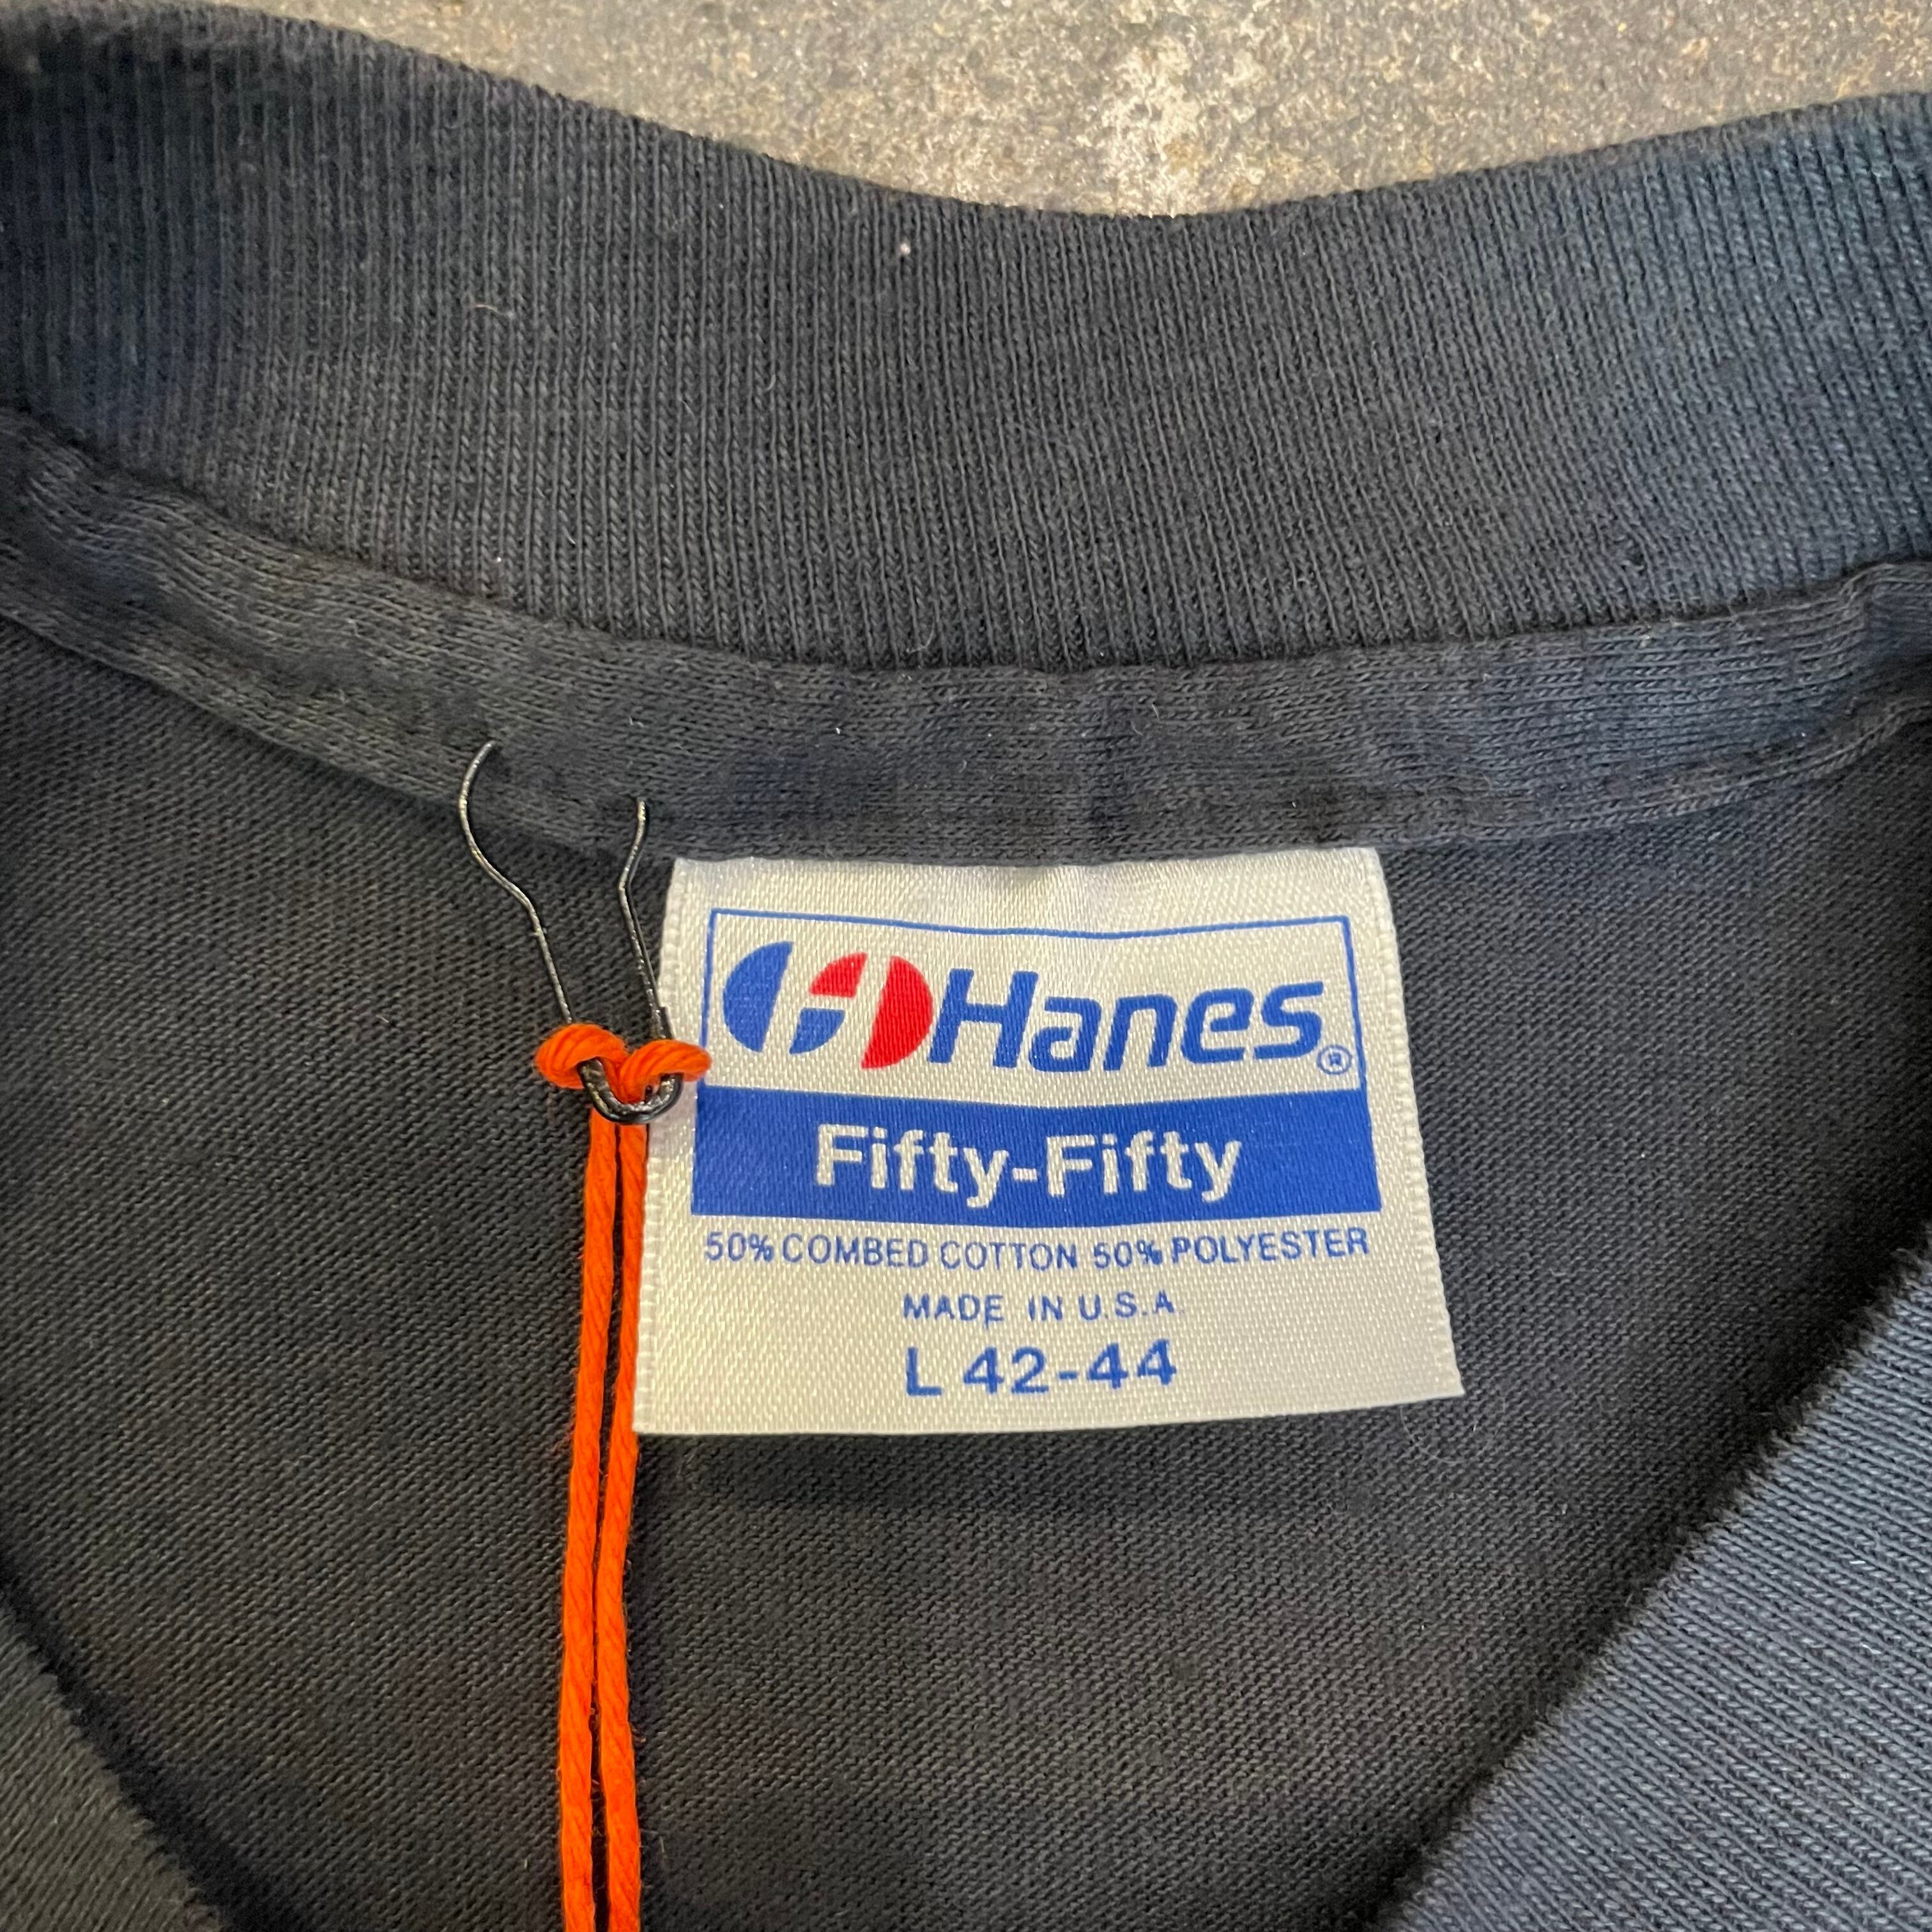 Hanes®
Fifty-Fifty
50% COMBED COTTON 50% POLYESTER
MADE IN U.S.A.
L 42-44